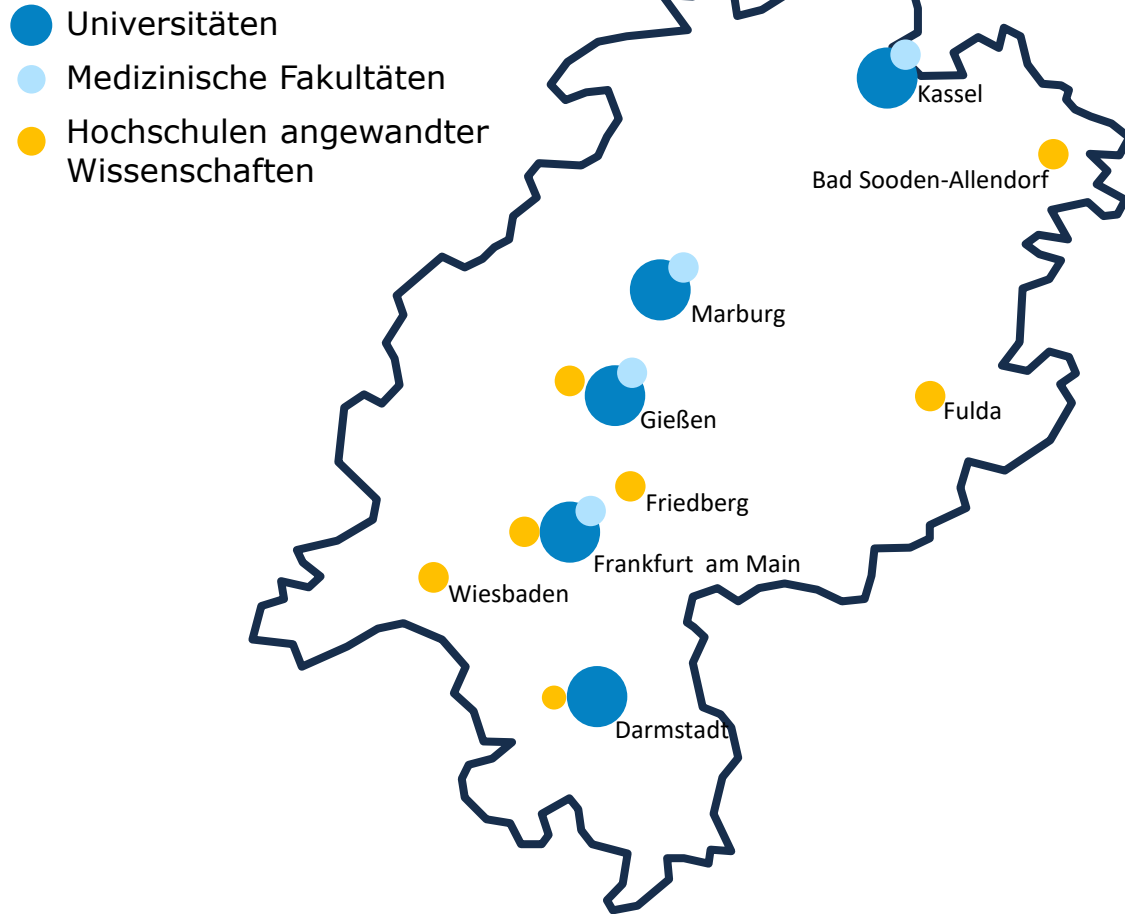 Universitäten
Medizinische Fakultäten
Hochschulen angewandter
Wissenschaften
Kassel
Bad Sooden-Allendorf
Marburg
Gießen
Fulda
Friedberg
Frankfurt am Main
Wiesbaden
Darmstadt